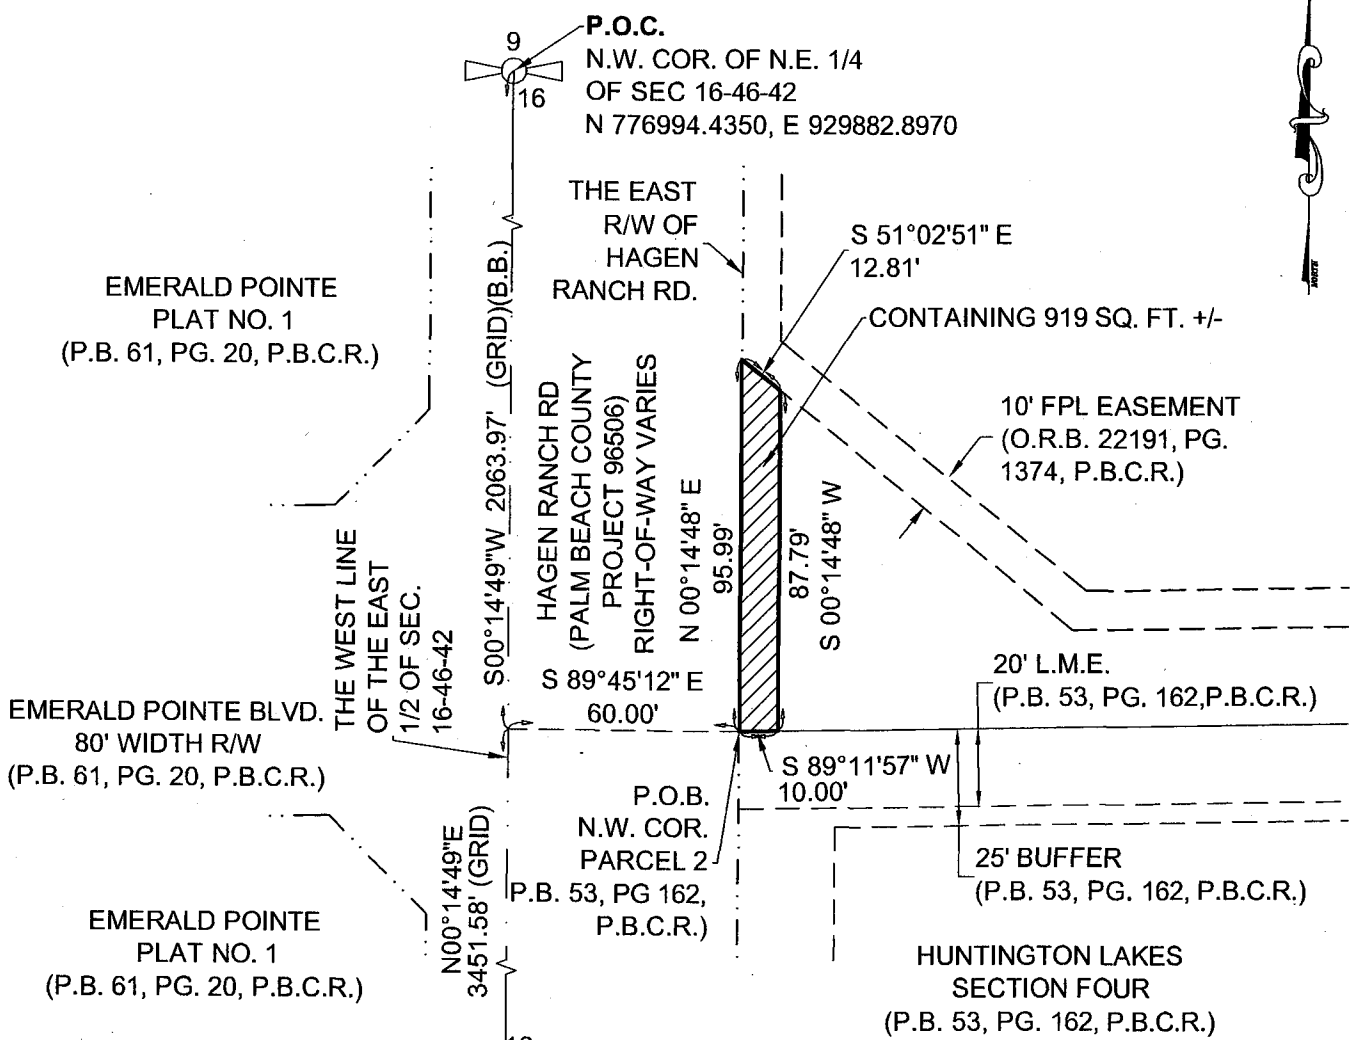 P.O.C.
N.W. COR. OF N.E. 1/4
OF SEC 16-46-42
N 776994.4350, E 929882.8970
9
16
NORTH
THE EAST
R/W OF
HAGEN
RANCH RD.
S 51°02'51" E
12.81'
CONTAINING 919 SQ. FT. +/-
EMERALD POINTE
PLAT NO. 1
(P.B. 61, PG. 20, P.B.C.R.)
S00°14'49"W 2063.97' (GRID)(B.B.)
HAGEN RANCH RD
(PALM BEACH COUNTY
PROJECT 96506)
RIGHT-OF-WAY VARIES
N 00°14'48" E
95.99'
87.79'
S 00°14'48" W
10' FPL EASEMENT
(O.R.B. 22191, PG.
1374, P.B.C.R.)
THE WEST LINE
OF THE EAST
1/2 OF SEC.
16-46-42
S 89°45'12" E
60.00'
20' L.M.E.
(P.B. 53, PG. 162,P.B.C.R.)
EMERALD POINTE BLVD.
80' WIDTH R/W
(P.B. 61, PG. 20, P.B.C.R.)
S 89°11'57" W
10.00'
P.O.B.
N.W. COR.
PARCEL 2
P.B. 53, PG 162,
P.B.C.R.)
N00°14'49"E
3451.58' (GRID)
25' BUFFER
(P.B. 53, PG. 162, P.B.C.R.)
EMERALD POINTE
PLAT NO. 1
(P.B. 61, PG. 20, P.B.C.R.)
HUNTINGTON LAKES
SECTION FOUR
(P.B. 53, PG. 162, P.B.C.R.)